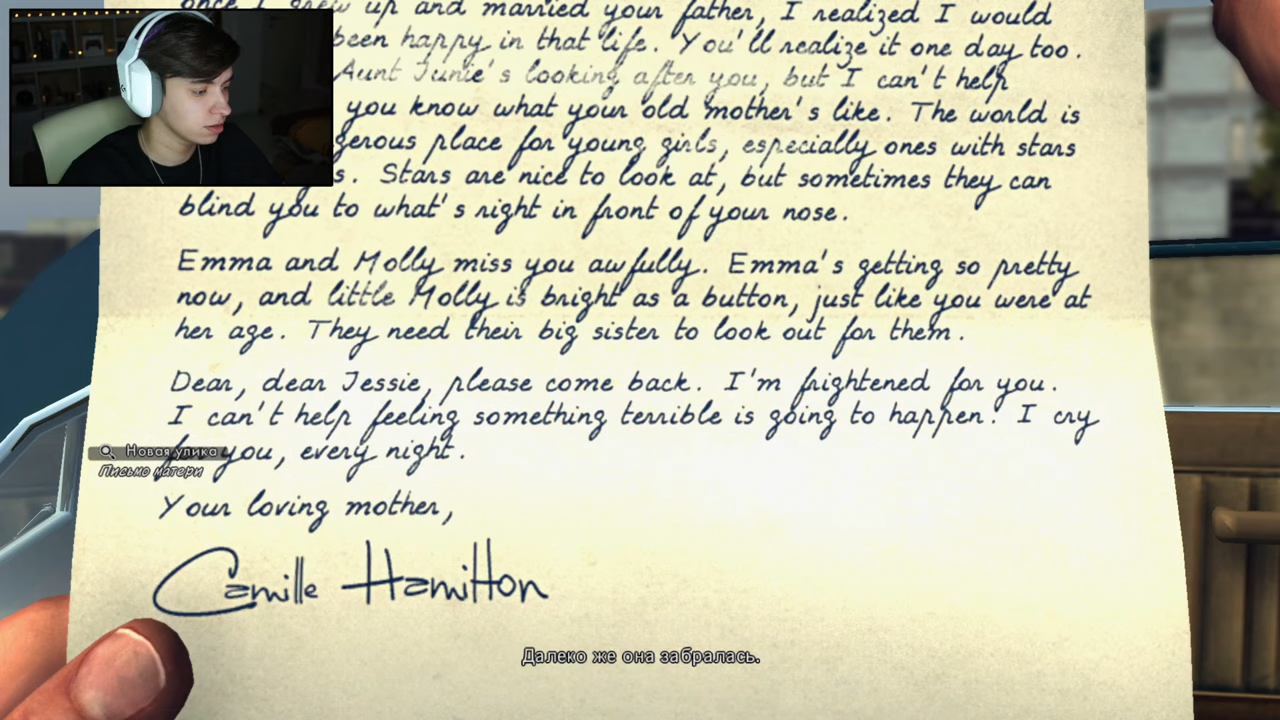 once I grew up and married your father, I realized I would
been happy in that life. You'll realize it one day too.
Aunt Junie's looking after you, but I can't help
you know what your old mother's like. The world is
gerous place for young girls, especially ones with stars
s. Stars are nice to look at, but sometimes they can
blind you to what's right in front of your nose.
Emma and Molly miss you awfully. Emma's getting so pretty
now, and little Molly is bright as a button, just like you were at
her age. They need their big sister to look out for them.
Dear, dear Jessie, please come back. I'm frightened for you.
I can't help feeling something terrible is going to happen. I cry
for you, every night.
Новая улика
Письмо матери
Your loving mother,
Camille Hamilton
Далеко же она забралась.